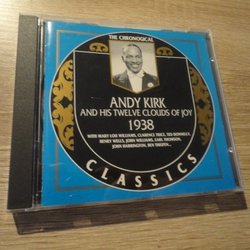 THE CHRONOGICAL
ANDY KIRK
AND HIS TWELVE CLOUDS OF JOY
1938
WITH MARY LOU WILLIAMS, CLARENCE TRICE, TED DONNELLY,
HENRY WELLS, JOHN WILLIAMS, EARL THOMSON,
JOHN HARRINGTON, BEN THIGPEN..
CLASSICS